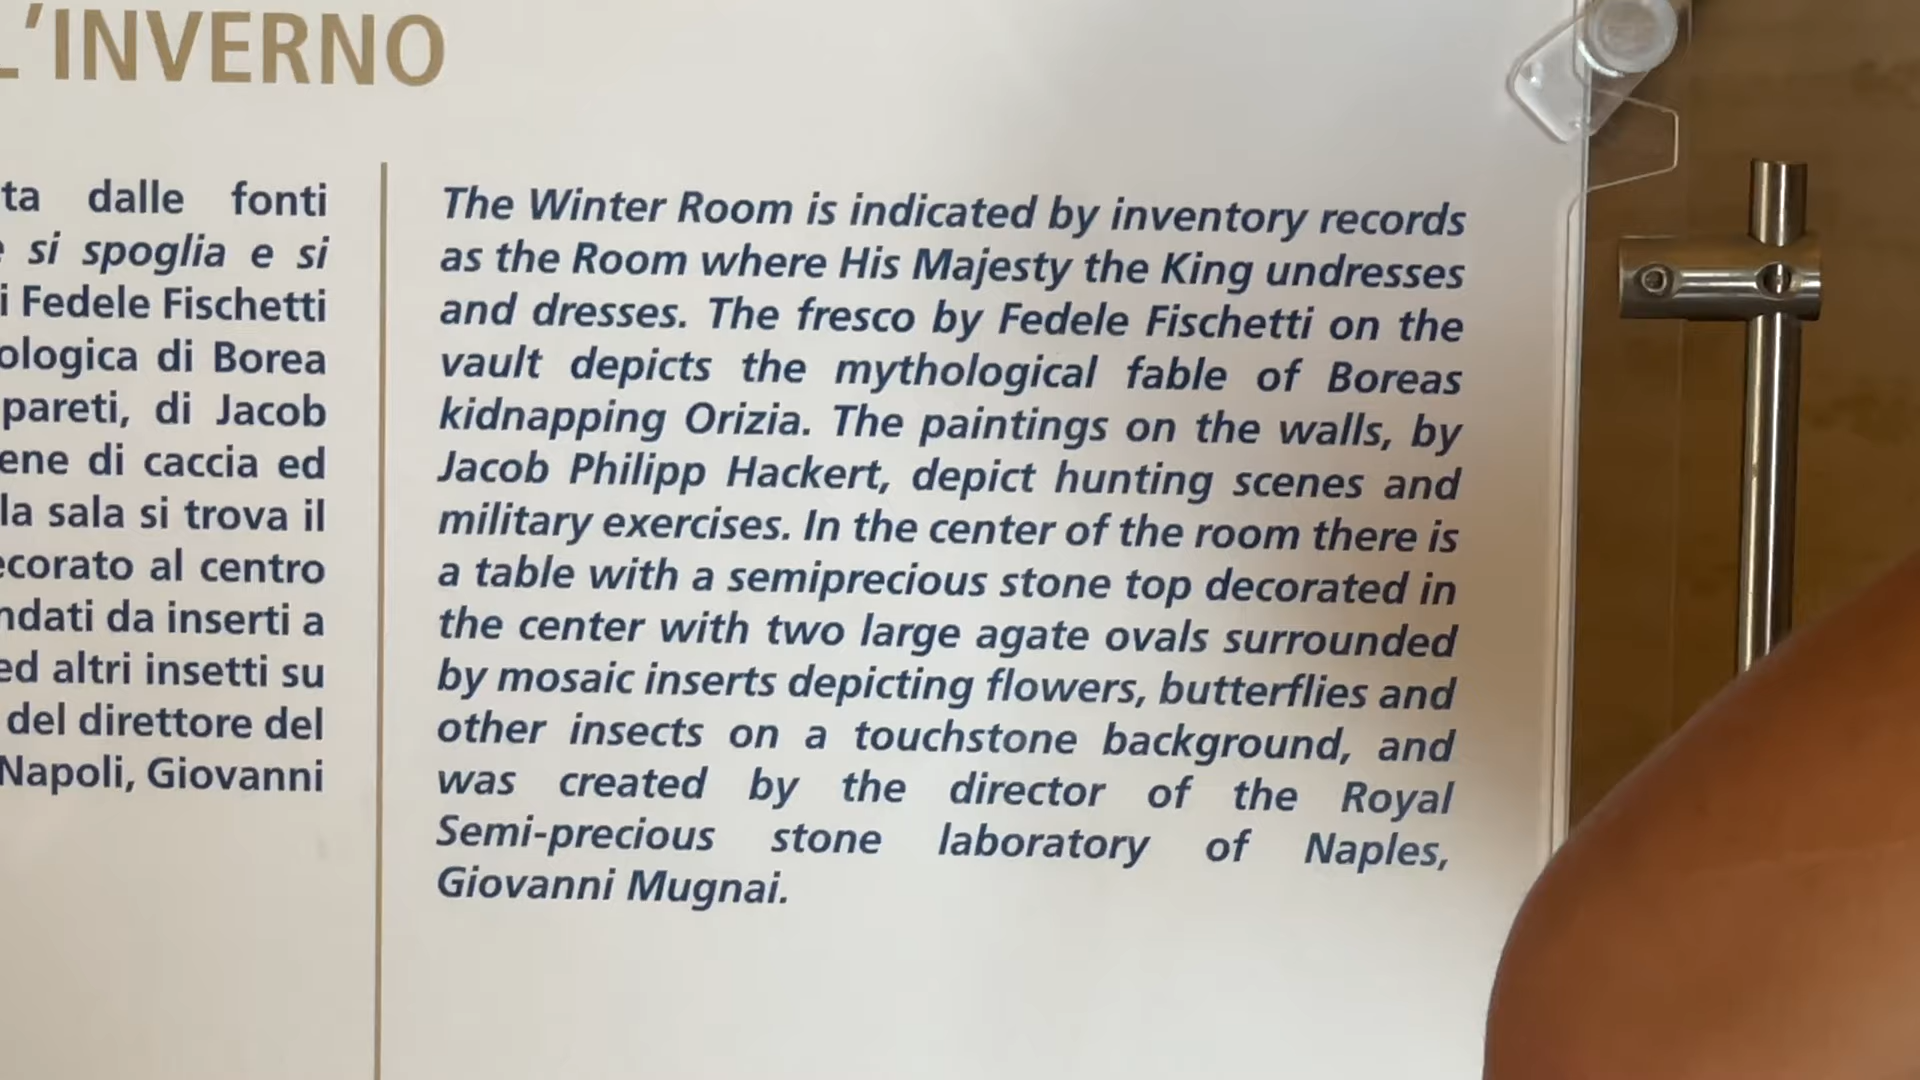 L'INVERNO
ta dalle fonti
si spoglia e si
i Fedele Fischetti
ologica di Borea
pareti, di Jacob
ene di caccia ed
la sala si trova il
ecorato al centro
ndati da inserti a
ed altri insetti su
del direttore del
Napoli, Giovanni
The Winter Room is indicated by inventory records
as the Room where His Majesty the King undresses
and dresses. The fresco by Fedele Fischetti on the
vault depicts the mythological fable of Boreas
kidnapping Orizia. The paintings on the walls, by
Jacob Philipp Hackert, depict hunting scenes and
military exercises. In the center of the room there is
a table with a semiprecious stone top decorated in
the center with two large agate ovals surrounded
by mosaic inserts depicting flowers, butterflies and
other insects on a touchstone background, and
was created by the director of the Royal
Semi-precious stone laboratory of Naples,
Giovanni Mugnai.